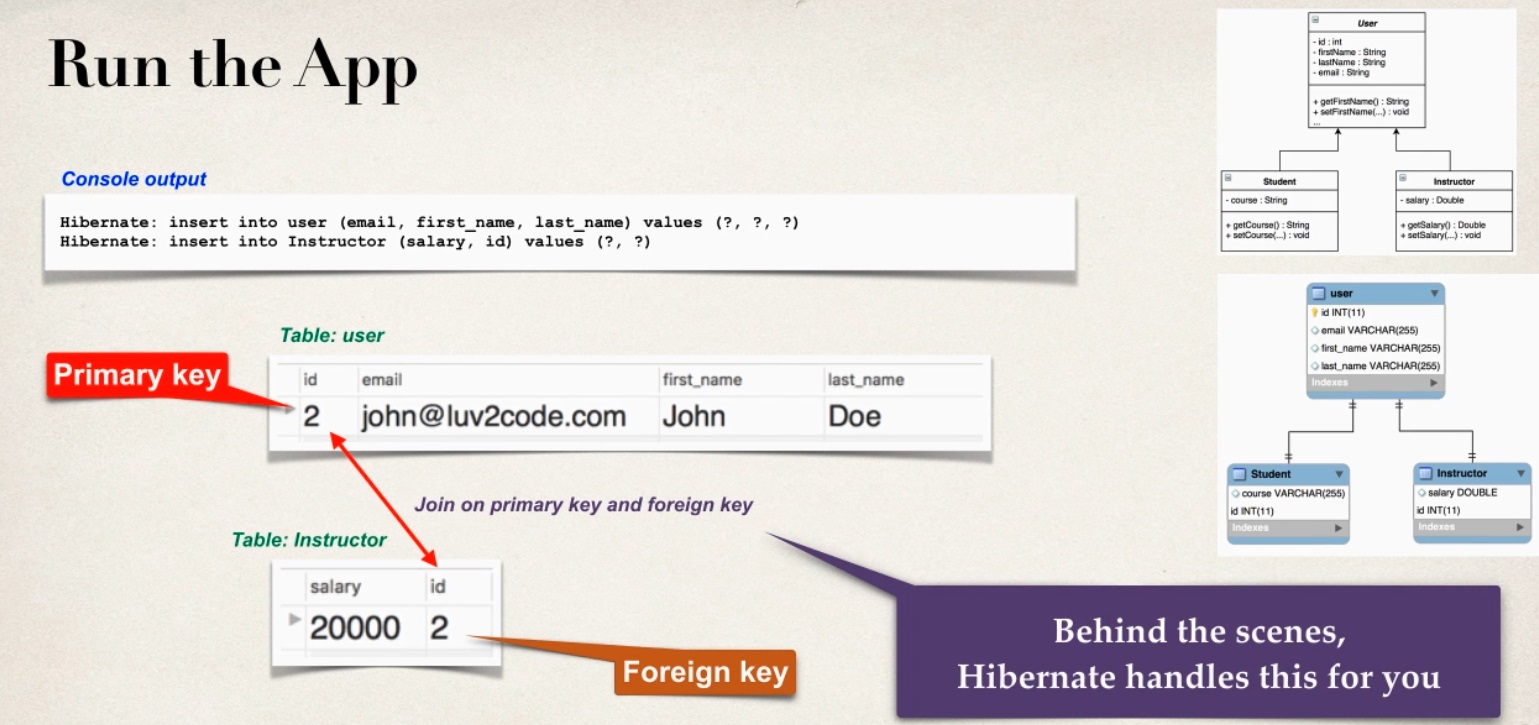 Run the App
Console output
Hibernate: insert into user (email, first_name, last_name) values (?, ?, ?)
Hibernate: insert into Instructor (salary, id) values (?, ?)
Table: user
Primary key
id email first_name last_name
2 john@luv2code.com John Doe
Join on primary key and foreign key
Table: Instructor
salary id
20000 2
Foreign key
Behind the scenes,
Hibernate handles this for you
User
- id : int
- firstName : String
- lastName : String
- email : String
+ getFirstName() : String
+ setFirstName(...) : void
...
Student
- course : String
+ getCourse() : String
+ setCourse(...) : void
Instructor
- salary : Double
+ getSalary() : Double
+ setSalary(...) : void
user
id INT(11)
email VARCHAR(255)
first_name VARCHAR(255)
last_name VARCHAR(255)
Indexes
Student
course VARCHAR(255)
id INT(11)
Indexes
Instructor
salary DOUBLE
id INT(11)
Indexes